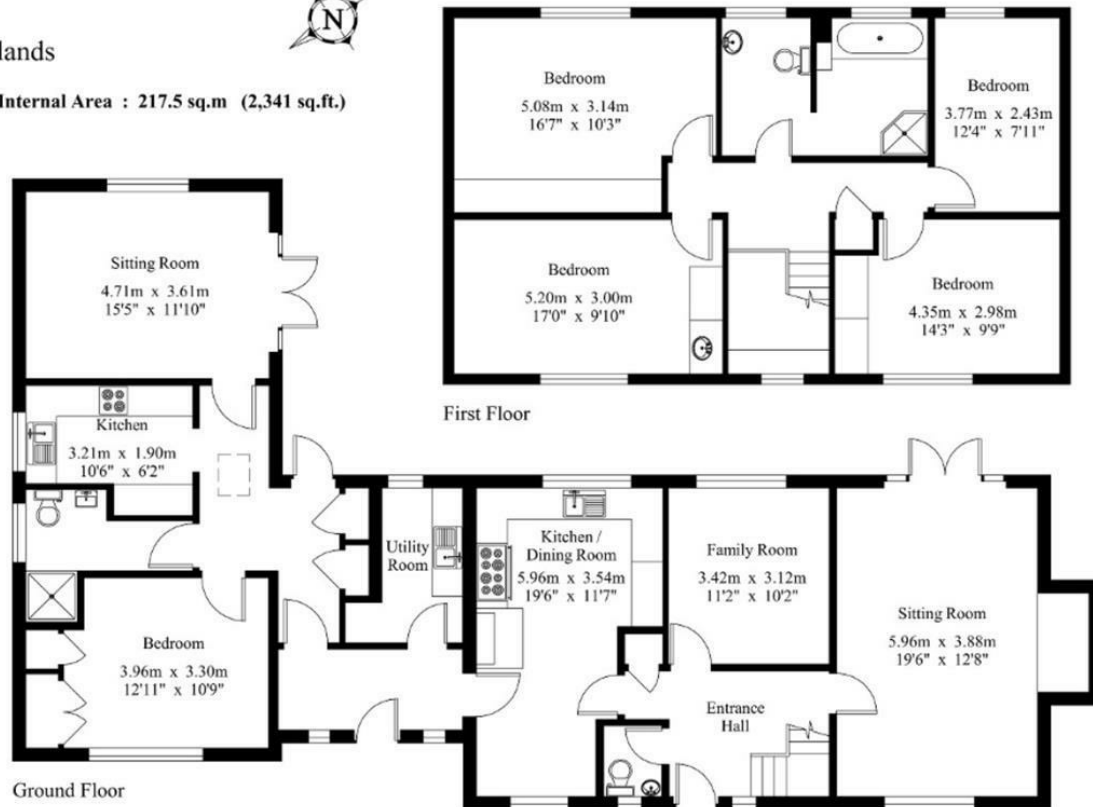 N
lands
Internal Area : 217.5 sq.m (2,341 sq.ft.)
Bedroom
5.08m x 3.14m
16'7" x 10'3"
Bedroom
3.77m x 2.43m
12'4" x 7'11"
Bedroom
5.20m x 3.00m
17'0" x 9'10"
Bedroom
4.35m x 2.98m
14'3" x 9'9"
First Floor
Sitting Room
4.71m x 3.61m
15'5" x 11'10"
Kitchen
3.21m x 1.90m
10'6" x 6'2"
Utility
Room
Kitchen /
Dining Room
5.96m x 3.54m
19'6" x 11'7"
Family Room
3.42m x 3.12m
11'2" x 10'2"
Sitting Room
5.96m x 3.88m
19'6" x 12'8"
Bedroom
3.96m x 3.30m
12'11" x 10'9"
Entrance
Hall
Ground Floor